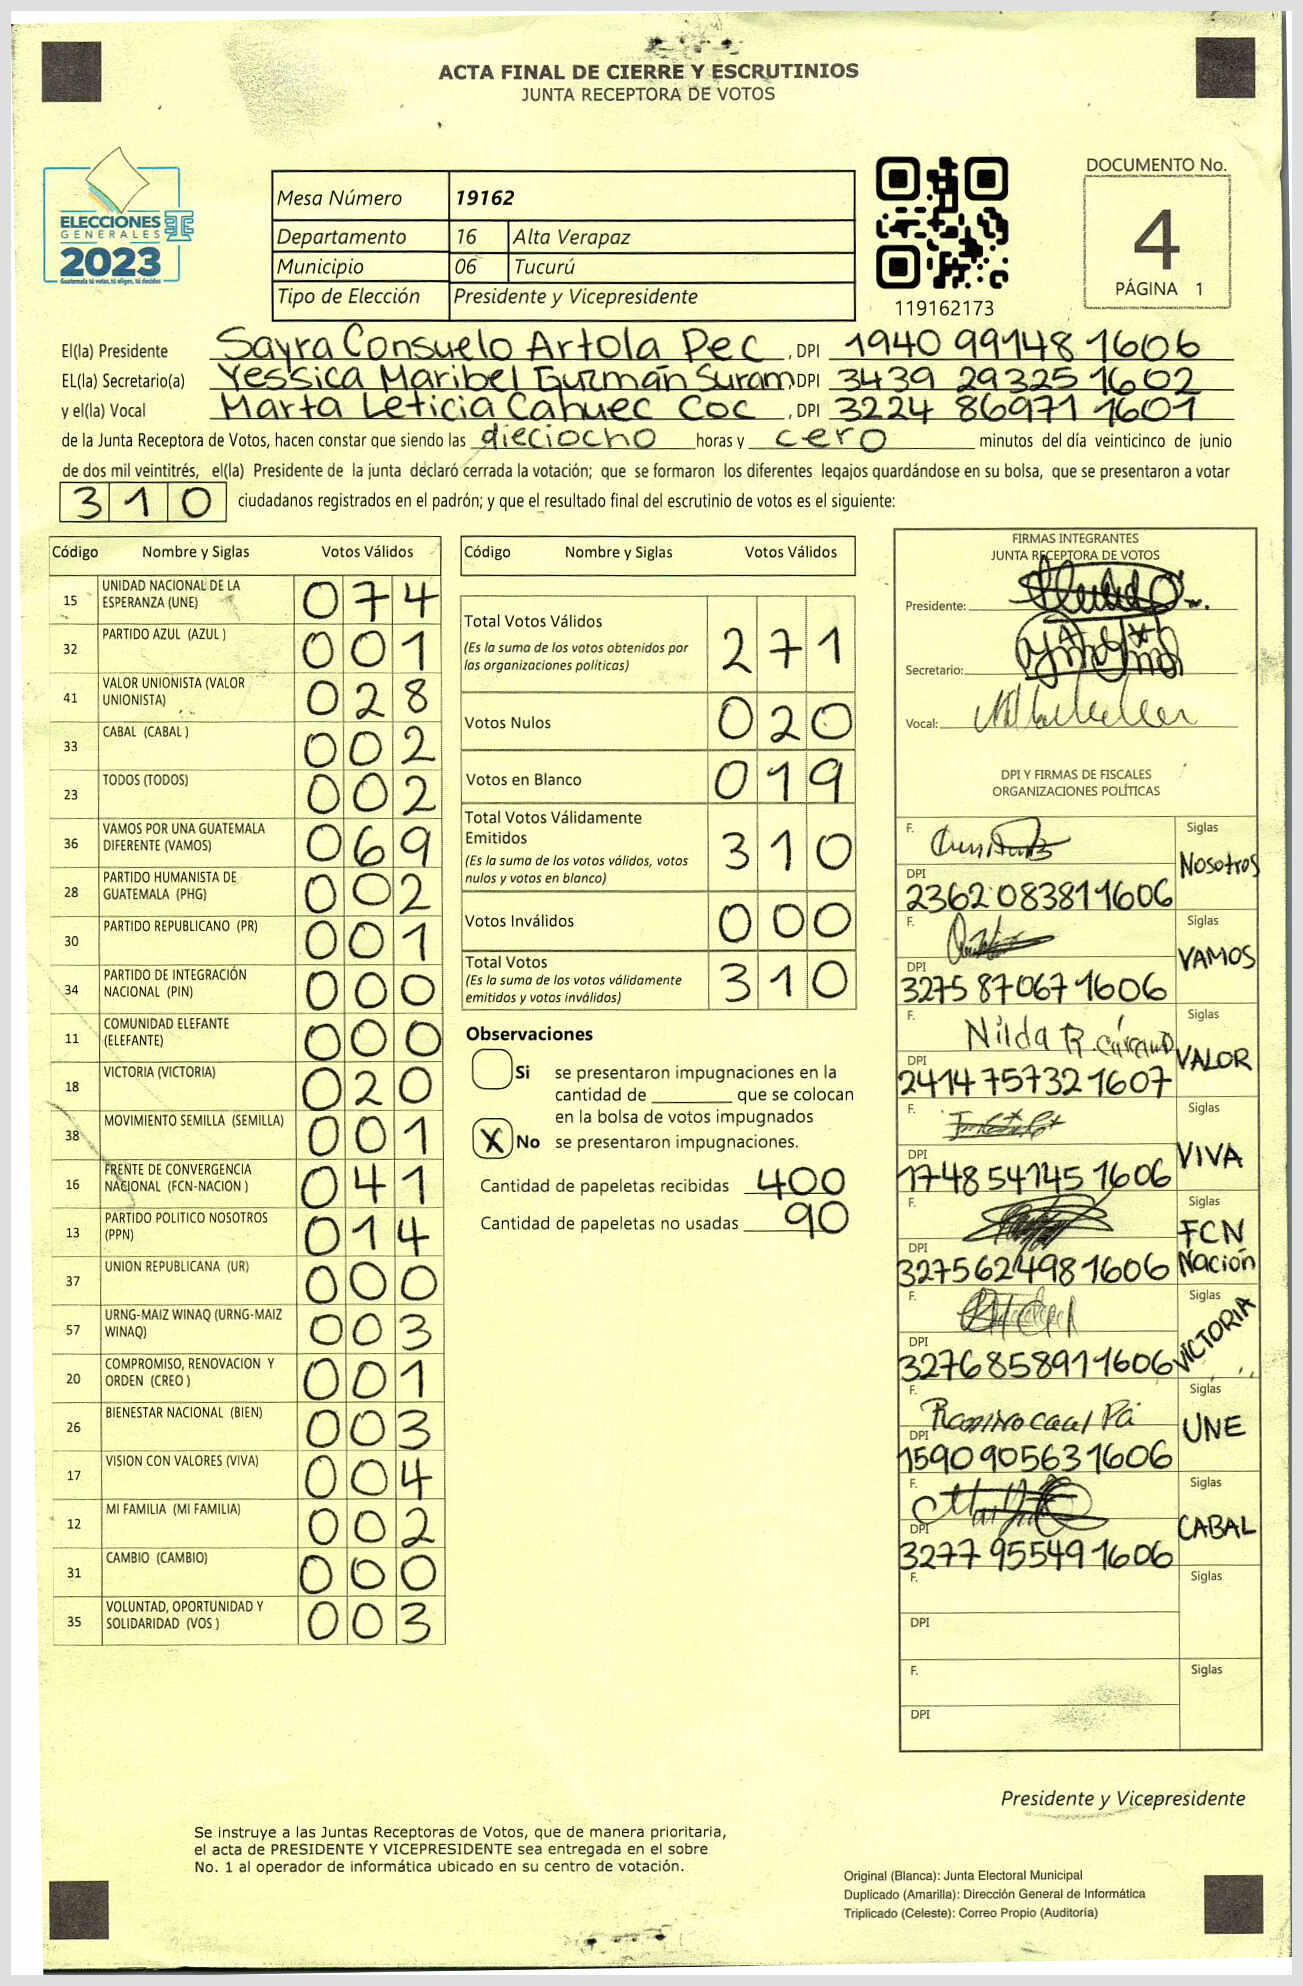 ACTA FINAL DE CIERRE Y ESCRUTINIOS
JUNTA RECEPTORA DE VOTOS
ELECCIONES
GENERALES
2023
Guatemala tú votas, tú eliges, tú decides
Mesa Número 19162
Departamento 16 Alta Verapaz
Municipio 06 Tucurú
Tipo de Elección Presidente y Vicepresidente
119162173
DOCUMENTO No.
4
PÁGINA 1
El(la) Presidente Sayra Consuelo Artola Pec, DPI 1940 99148 1606
EL(la) Secretario(a) Yessica Maribel Guzmán Suram DPI 3439 29325 1602
y el(la) Vocal Marta Leticia Cahuec Coc, DPI 3224 86971 1601
de la Junta Receptora de Votos, hacen constar que siendo las dieciocho horas y cero minutos del día veinticinco de junio
de dos mil veintitrés, el(la) Presidente de la junta declaró cerrada la votación; que se formaron los diferentes legajos guardándose en su bolsa, que se presentaron a votar
310 ciudadanos registrados en el padrón; y que el resultado final del escrutinio de votos es el siguiente:
Código Nombre y Siglas Votos Válidos
15 UNIDAD NACIONAL DE LA ESPERANZA (UNE) 074
32 PARTIDO AZUL (AZUL ) 001
41 VALOR UNIONISTA (VALOR UNIONISTA) 028
33 CABAL (CABAL ) 002
23 TODOS (TODOS) 002
36 VAMOS POR UNA GUATEMALA DIFERENTE (VAMOS) 069
28 PARTIDO HUMANISTA DE GUATEMALA (PHG) 002
30 PARTIDO REPUBLICANO (PR) 001
34 PARTIDO DE INTEGRACIÓN NACIONAL (PIN) 000
11 COMUNIDAD ELEFANTE (ELEFANTE) 000
18 VICTORIA (VICTORIA) 020
38 MOVIMIENTO SEMILLA (SEMILLA) 001
16 FRENTE DE CONVERGENCIA NACIONAL (FCN-NACION ) 041
13 PARTIDO POLITICO NOSOTROS (PPN) 014
37 UNION REPUBLICANA (UR) 000
57 URNG-MAIZ WINAQ (URNG-MAIZ WINAQ) 003
20 COMPROMISO, RENOVACION Y ORDEN (CREO ) 001
26 BIENESTAR NACIONAL (BIEN) 003
17 VISION CON VALORES (VIVA) 004
12 MI FAMILIA (MI FAMILIA) 002
31 CAMBIO (CAMBIO) 000
35 VOLUNTAD, OPORTUNIDAD Y SOLIDARIDAD (VOS ) 003
Código Nombre y Siglas Votos Válidos
Total Votos Válidos 271
(Es la suma de los votos obtenidos por
las organizaciones políticas)
Votos Nulos 020
Votos en Blanco 019
Total Votos Válidamente
Emitidos 310
(Es la suma de los votos válidos, votos
nulos y votos en blanco)
Votos Inválidos 000
Total Votos 310
(Es la suma de los votos válidamente
emitidos y votos inválidos)
Observaciones
Si se presentaron impugnaciones en la
cantidad de ________ que se colocan
en la bolsa de votos impugnados
X No se presentaron impugnaciones.
Cantidad de papeletas recibidas 400
Cantidad de papeletas no usadas 90
FIRMAS INTEGRANTES
JUNTA RECEPTORA DE VOTOS
Presidente:
Secretario:
Vocal:
DPI Y FIRMAS DE FISCALES
ORGANIZACIONES POLÍTICAS
F. Siglas Nosotros
DPI 2362 08381 1606
F. Siglas VAMOS
DPI 3275 87067 1606
F. Nilda R. Siglas VALOR
DPI 2414 75732 1607
F. Siglas VIVA
DPI 1748 54145 1606
F. Siglas FCN Nación
DPI 3275 62498 1606
F. Siglas VICTORIA
DPI 3276 85891 1606
F. Siglas UNE
DPI 1590 90563 1606
F. Siglas CABAL
DPI 3277 95549 1606
F. Siglas
DPI
F. Siglas
DPI
Presidente y Vicepresidente
Se instruye a las Juntas Receptoras de Votos, que de manera prioritaria,
el acta de PRESIDENTE Y VICEPRESIDENTE sea entregada en el sobre
No. 1 al operador de informática ubicado en su centro de votación.
Original (Blanca): Junta Electoral Municipal
Duplicado (Amarilla): Dirección General de Informática
Triplicado (Celeste): Correo Propio (Auditoría)